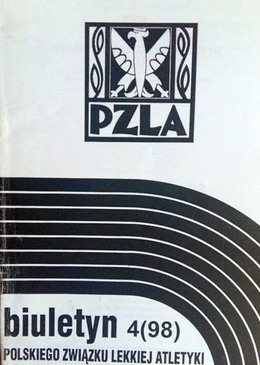 PZLA
biuletyn 4(98)
POLSKIEGO ZWIĄZKU LEKKIEJ ATLETYKI